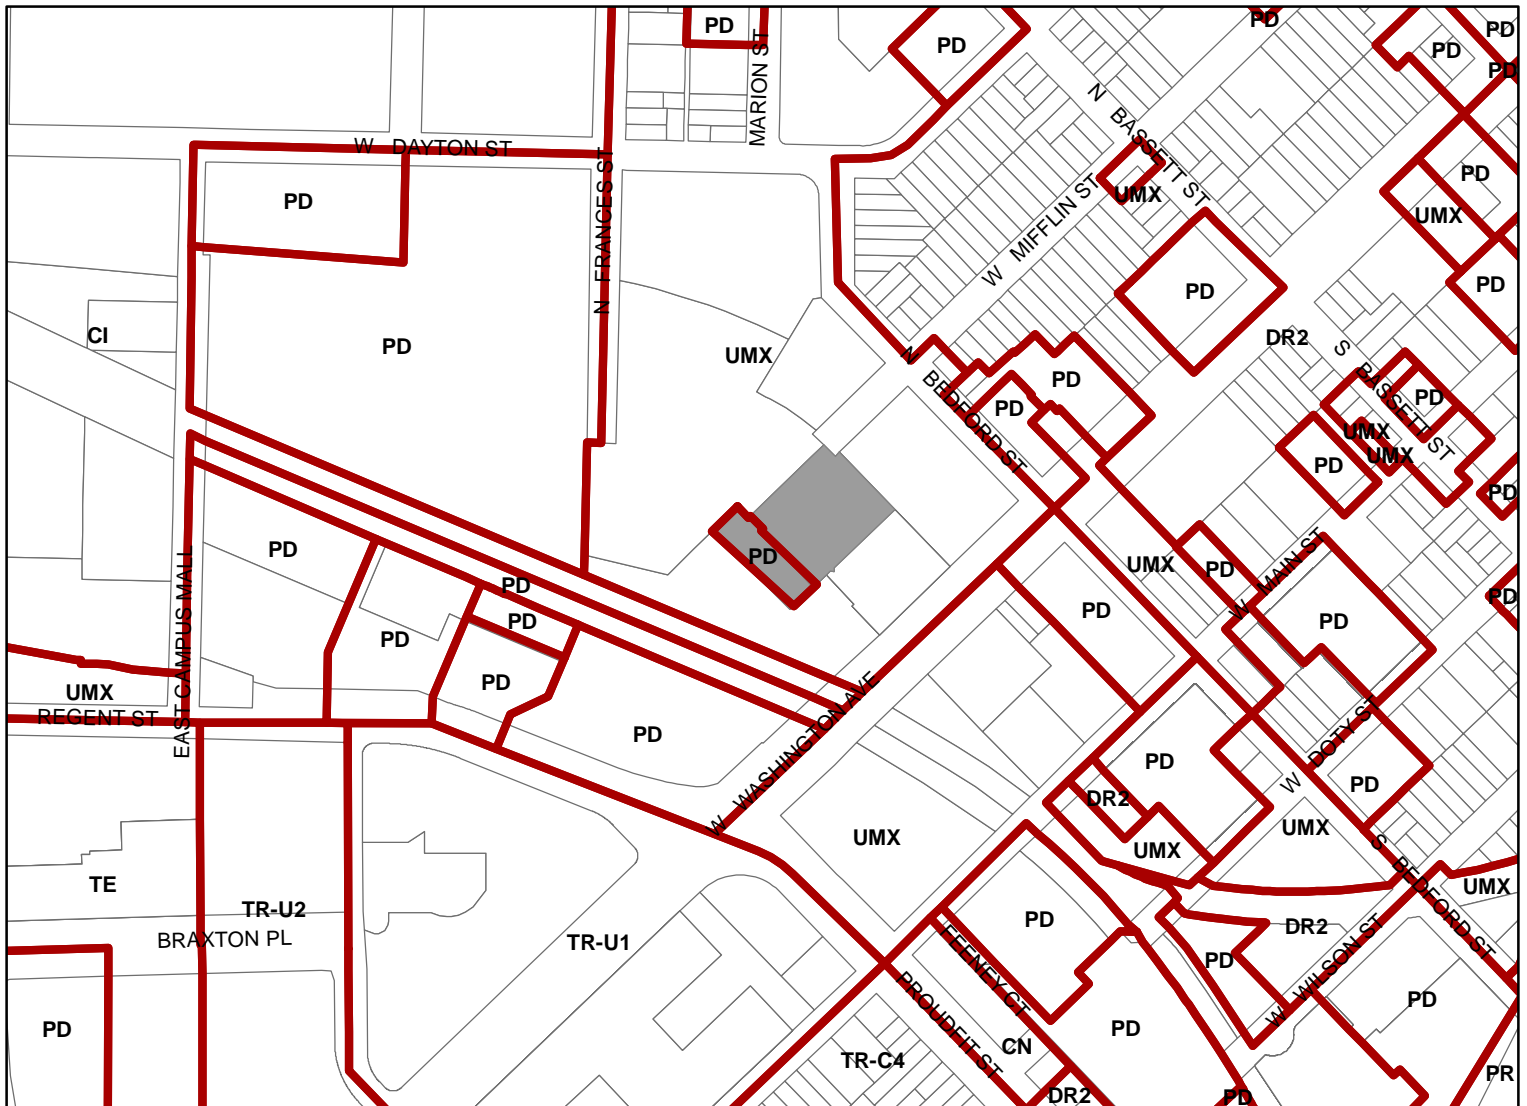 PD
MARION ST
PD
PD
PD
PD
PD
N BASSETT ST
W DAYTON ST
N FRANCES ST
PD
W MIFFLIN ST
UMX
PD
UMX
PD
PD
CI
PD
UMX
DR2
S BASSETT ST
N BEDFORD ST
PD
PD
PD
UMX
UMX
PD
PD
PD
PD
PD
UMX
PD
W MAIN ST
PD
PD
EAST CAMPUS MALL
PD
PD
PD
PD
PD
UMX
REGENT ST
W WASHINGTON AVE
PD
W DOTY ST
PD
PD
DR2
UMX
UMX
UMX
S BEDFORD ST
TE
UMX
TR-U2
BRAXTON PL
TR-U1
PD
FEENEY CT
DR2
PD
W WILSON ST
PD
PROUDFIT ST
PD
PD
CN
TR-C4
PR
DR2
PD